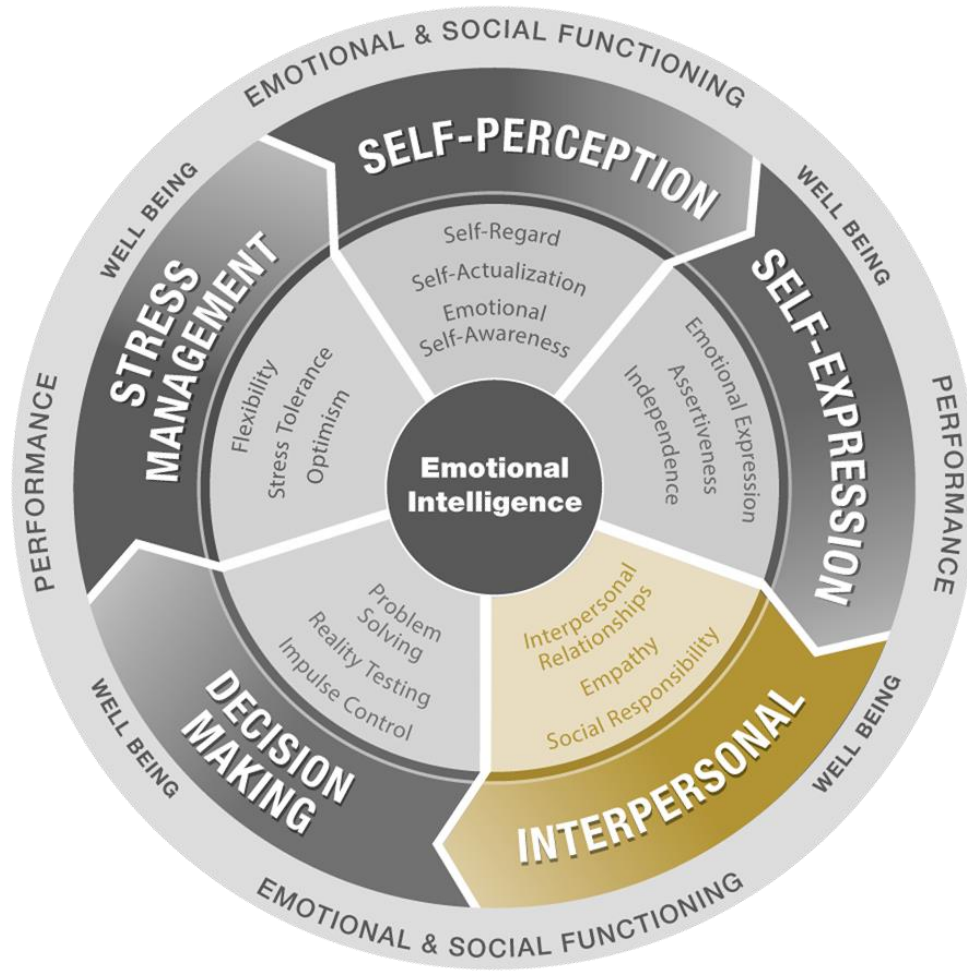 EMOTIONAL & SOCIAL FUNCTIONING
WELL BEING
WELL BEING
SELF-PERCEPTION
Self-Regard
Self-Actualization
Emotional
Self-Awareness
SELF-EXPRESSION
Emotional Expression
Assertiveness
Independence
STRESS
MANAGEMENT
Flexibility
Stress Tolerance
Optimism
PERFORMANCE
PERFORMANCE
Emotional
Intelligence
Interpersonal
Relationships
Empathy
Social Responsibility
INTERPERSONAL
Problem
Solving
Reality Testing
Impulse Control
DECISION
MAKING
WELL BEING
WELL BEING
EMOTIONAL & SOCIAL FUNCTIONING